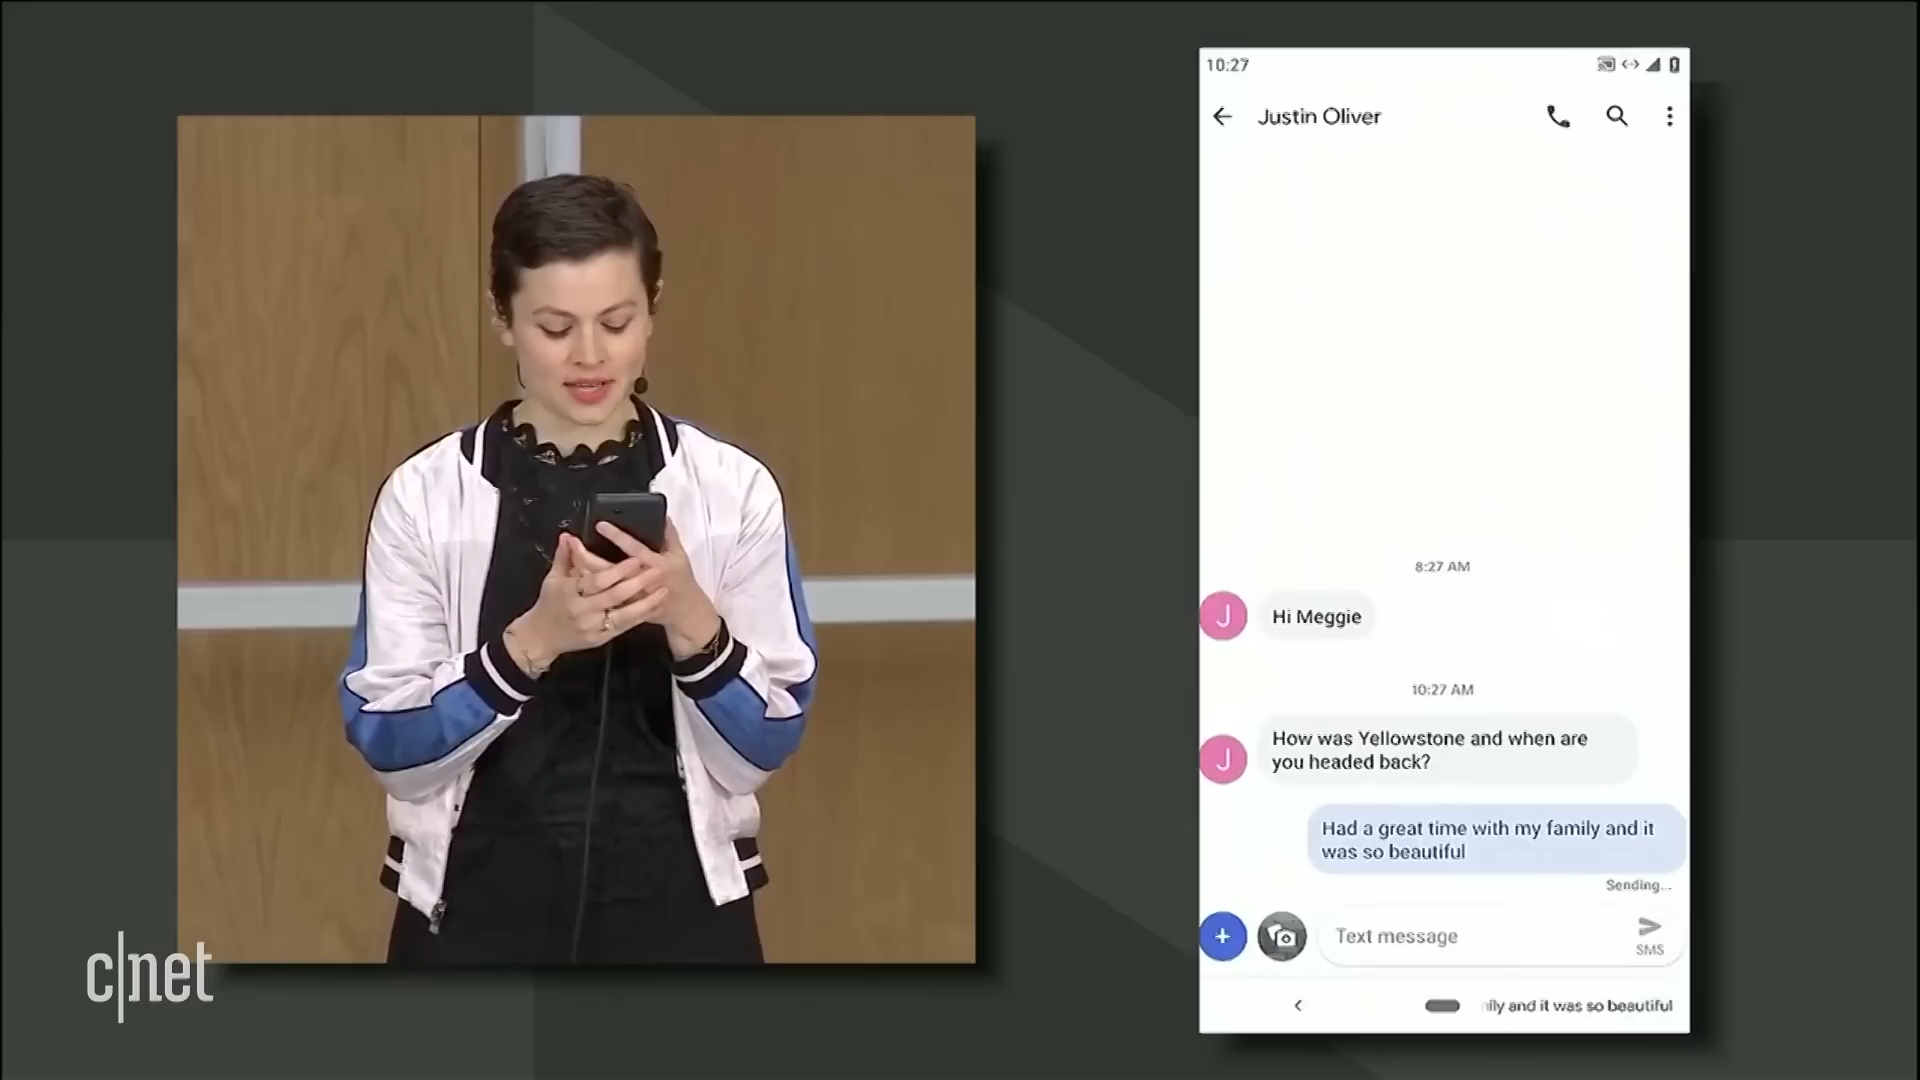 10:27
Justin Oliver
8:27 AM
J
Hi Meggie
10:27 AM
J
How was Yellowstone and when are
you headed back?
Had a great time with my family and it
was so beautiful
Sending...
+
Text message
SMS
and it was so beautiful
c|net